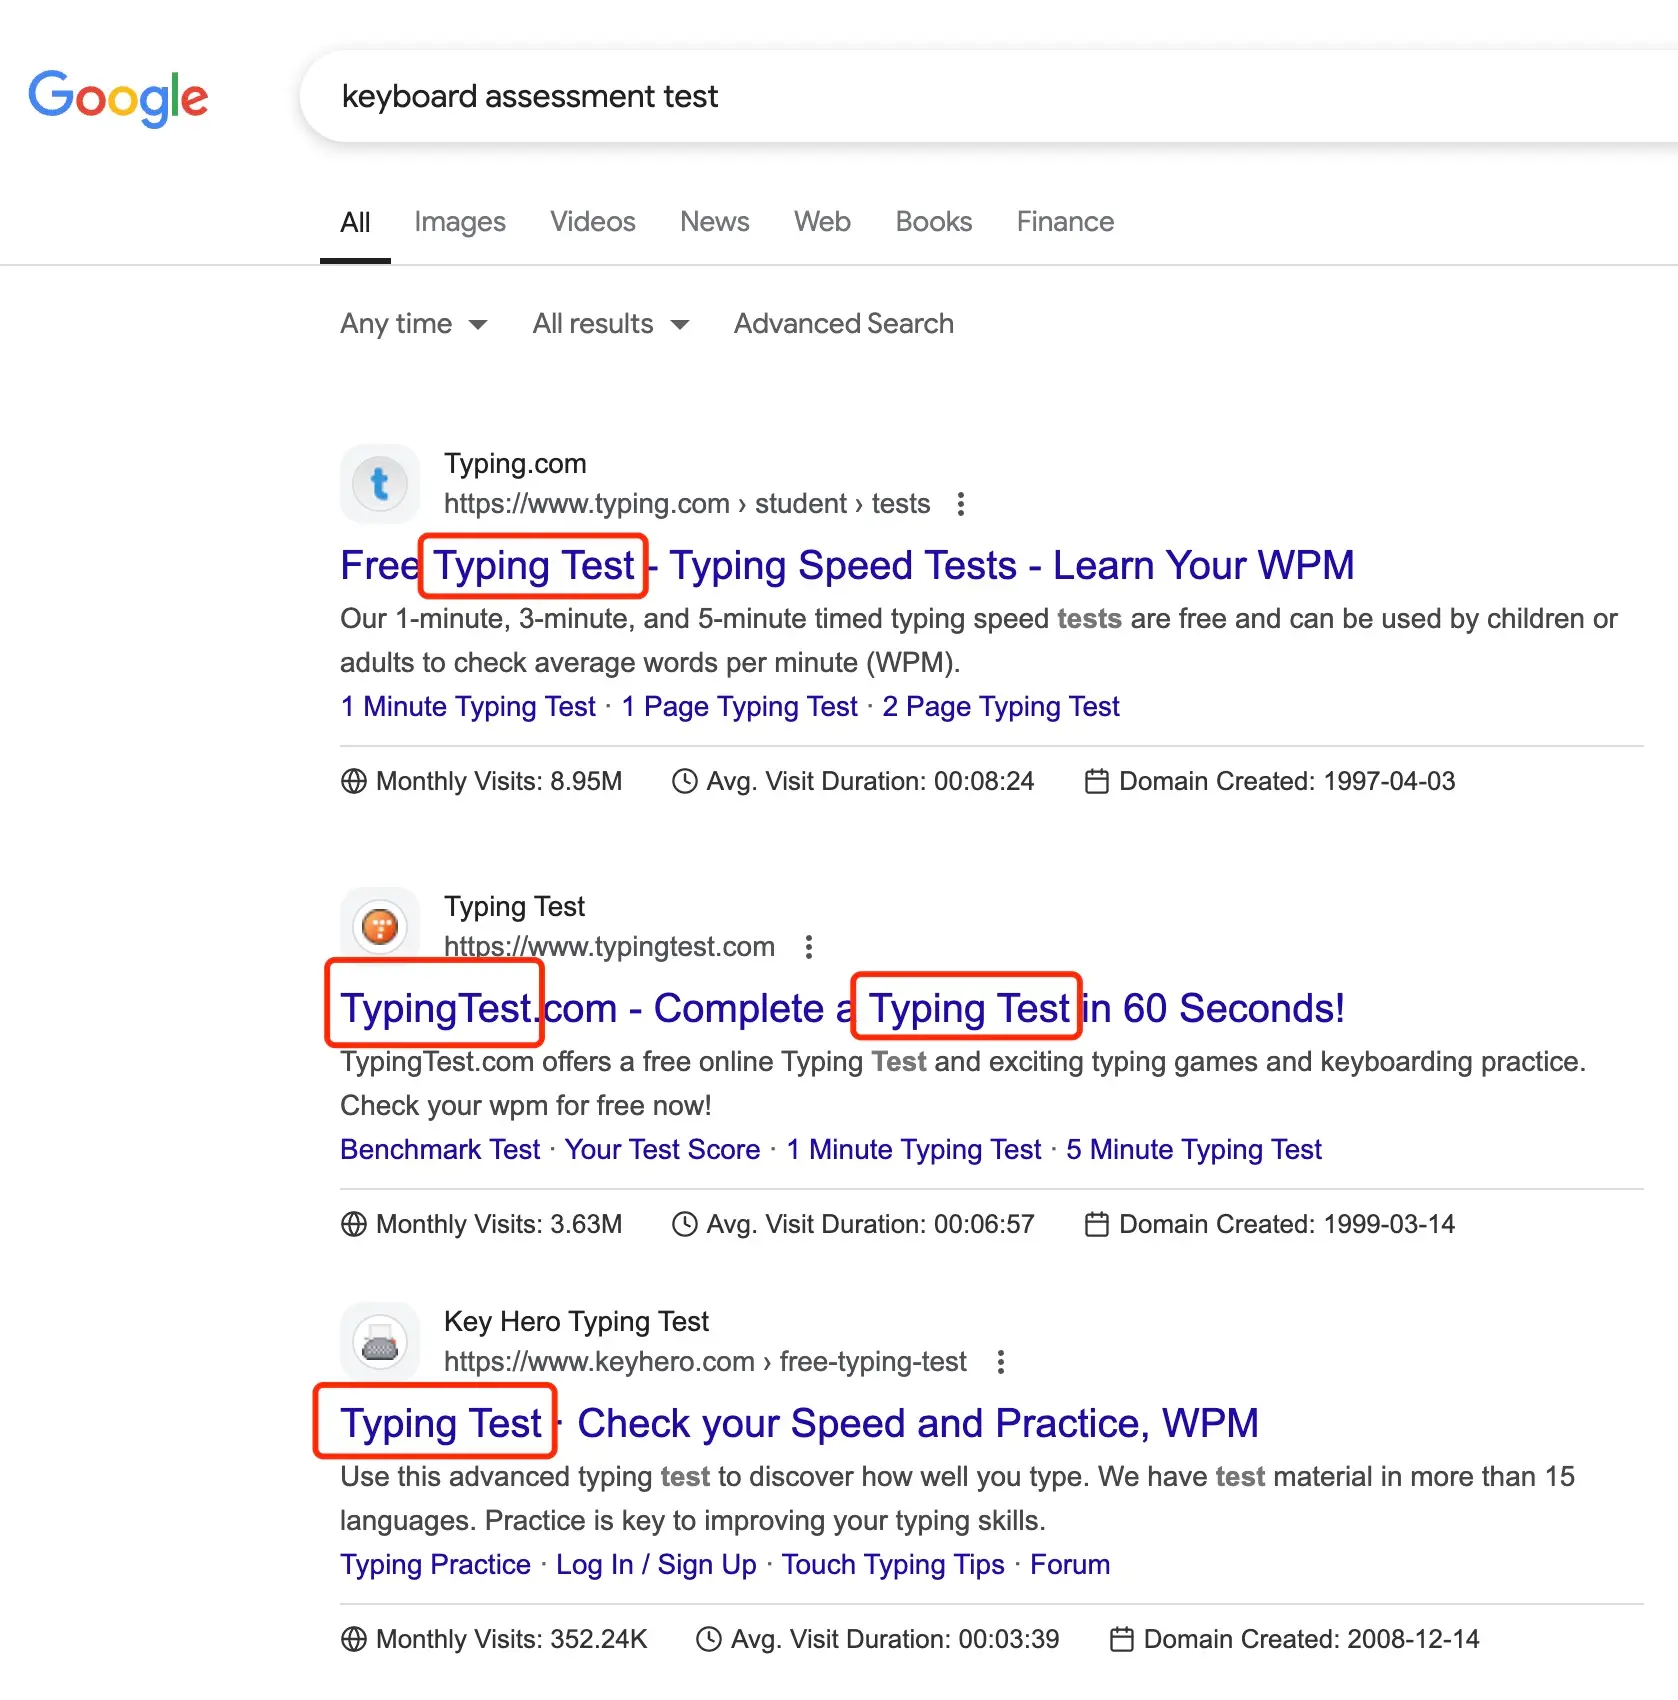 Google
keyboard assessment test
All Images Videos News Web Books Finance
Any time All results Advanced Search
t
Typing.com
https://www.typing.com › student › tests
Free Typing Test - Typing Speed Tests - Learn Your WPM
Our 1-minute, 3-minute, and 5-minute timed typing speed tests are free and can be used by children or
adults to check average words per minute (WPM).
1 Minute Typing Test · 1 Page Typing Test · 2 Page Typing Test
Monthly Visits: 8.95M Avg. Visit Duration: 00:08:24 Domain Created: 1997-04-03
Typing Test
https://www.typingtest.com
TypingTest.com - Complete a Typing Test in 60 Seconds!
TypingTest.com offers a free online Typing Test and exciting typing games and keyboarding practice.
Check your wpm for free now!
Benchmark Test · Your Test Score · 1 Minute Typing Test · 5 Minute Typing Test
Monthly Visits: 3.63M Avg. Visit Duration: 00:06:57 Domain Created: 1999-03-14
Key Hero Typing Test
https://www.keyhero.com › free-typing-test
Typing Test · Check your Speed and Practice, WPM
Use this advanced typing test to discover how well you type. We have test material in more than 15
languages. Practice is key to improving your typing skills.
Typing Practice · Log In / Sign Up · Touch Typing Tips · Forum
Monthly Visits: 352.24K Avg. Visit Duration: 00:03:39 Domain Created: 2008-12-14